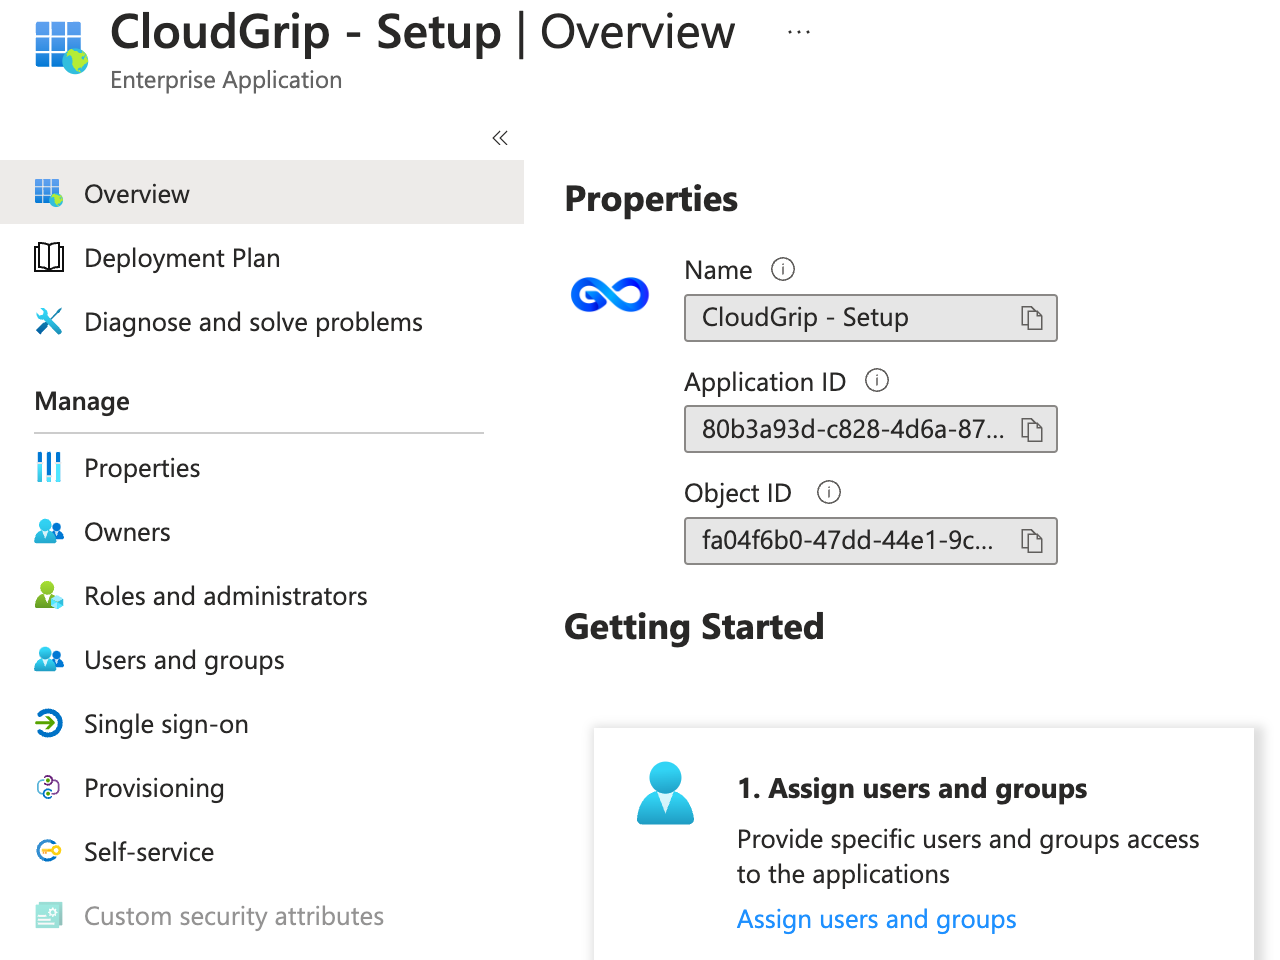 CloudGrip - Setup | Overview ...
Enterprise Application
Overview
Deployment Plan
Diagnose and solve problems
Manage
Properties
Owners
Roles and administrators
Users and groups
Single sign-on
Provisioning
Self-service
Custom security attributes
Properties
Name
CloudGrip - Setup
Application ID
80b3a93d-c828-4d6a-87...
Object ID
fa04f6b0-47dd-44e1-9c...
Getting Started
1. Assign users and groups
Provide specific users and groups access
to the applications
Assign users and groups